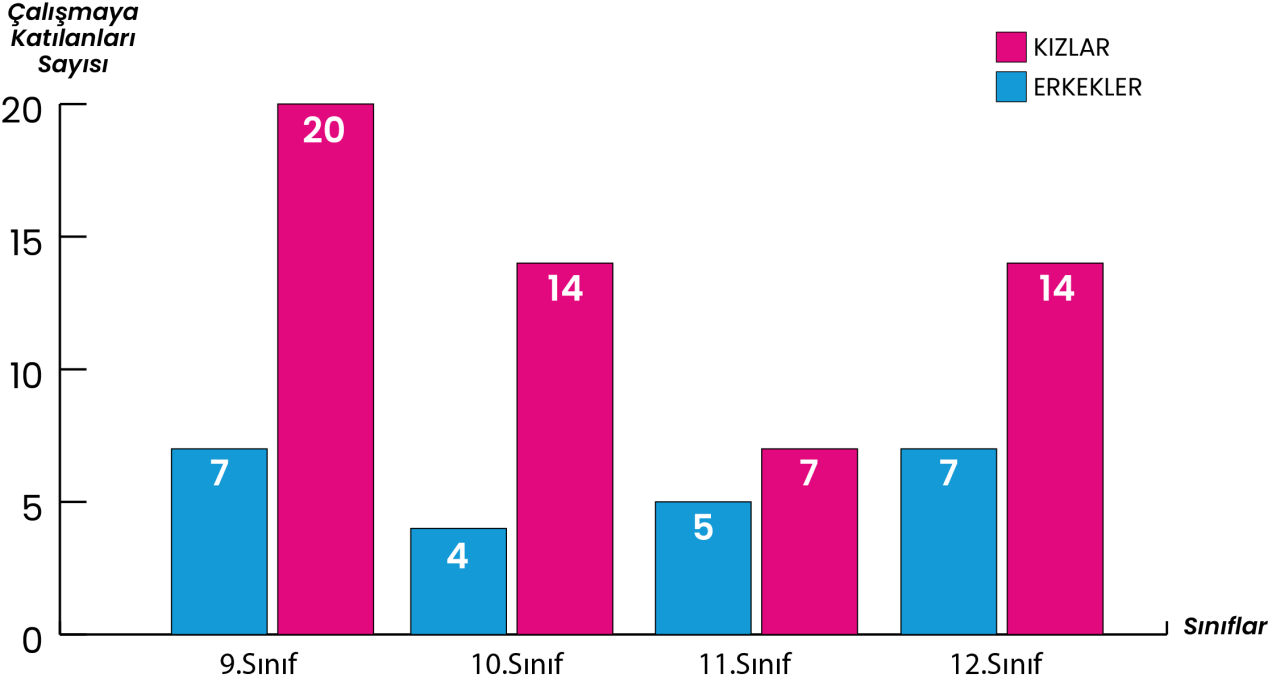 Çalışmaya
Katılanları
Sayısı
KIZLAR
ERKEKLER
20
15
10
5
0
7
20
4
14
5
7
7
14
9.Sınıf
10.Sınıf
11.Sınıf
12.Sınıf
Sınıflar